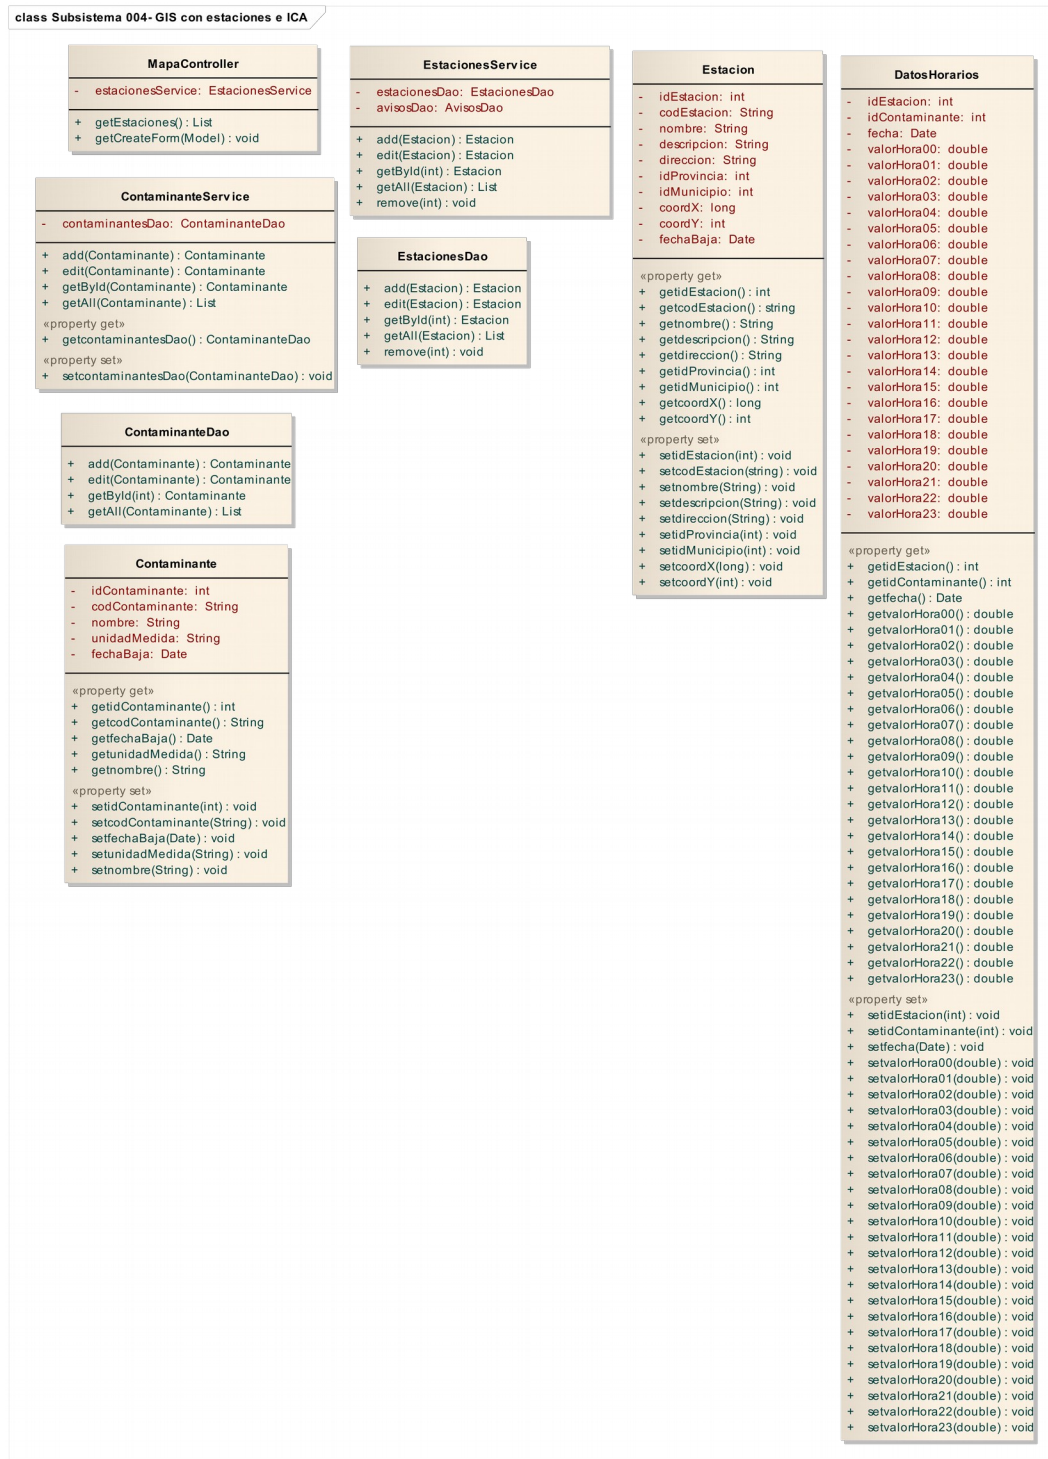 class Subsistema 004- GIS con estaciones e ICA
MapaController
- estacionesService: EstacionesService
+ getEstaciones() : List
+ getCreateForm(Model) : void
ContaminanteService
- contaminantesDao: ContaminanteDao
+ add(Contaminante) : Contaminante
+ edit(Contaminante) : Contaminante
+ getById(Contaminante) : Contaminante
+ getAll(Contaminante) : List
«property get»
+ getcontaminantesDao() : ContaminanteDao
«property set»
+ setcontaminantesDao(ContaminanteDao) : void
ContaminanteDao
+ add(Contaminante) : Contaminante
+ edit(Contaminante) : Contaminante
+ getById(int) : Contaminante
+ getAll(Contaminante) : List
Contaminante
- idContaminante: int
- codContaminante: String
- nombre: String
- unidadMedida: String
- fechaBaja: Date
«property get»
+ getidContaminante() : int
+ getcodContaminante() : String
+ getfechaBaja() : Date
+ getunidadMedida() : String
+ getnombre() : String
«property set»
+ setidContaminante(int) : void
+ setcodContaminante(String) : void
+ setfechaBaja(Date) : void
+ setunidadMedida(String) : void
+ setnombre(String) : void
EstacionesService
- estacionesDao: EstacionesDao
- avisosDao: AvisosDao
+ add(Estacion) : Estacion
+ edit(Estacion) : Estacion
+ getById(int) : Estacion
+ getAll(Estacion) : List
+ remove(int) : void
EstacionesDao
+ add(Estacion) : Estacion
+ edit(Estacion) : Estacion
+ getById(int) : Estacion
+ getAll(Estacion) : List
+ remove(int) : void
Estacion
- idEstacion: int
- codEstacion: String
- nombre: String
- descripcion: String
- direccion: String
- idProvincia: int
- idMunicipio: int
- coordX: long
- coordY: int
- fechaBaja: Date
«property get»
+ getidEstacion() : int
+ getcodEstacion() : string
+ getnombre() : String
+ getdescripcion() : String
+ getdireccion() : String
+ getidProvincia() : int
+ getidMunicipio() : int
+ getcoordX() : long
+ getcoordY() : int
«property set»
+ setidEstacion(int) : void
+ setcodEstacion(string) : void
+ setnombre(String) : void
+ setdescripcion(String) : void
+ setdireccion(String) : void
+ setidProvincia(int) : void
+ setidMunicipio(int) : void
+ setcoordX(long) : void
+ setcoordY(int) : void
DatosHorarios
- idEstacion: int
- idContaminante: int
- fecha: Date
- valorHora00: double
- valorHora01: double
- valorHora02: double
- valorHora03: double
- valorHora04: double
- valorHora05: double
- valorHora06: double
- valorHora07: double
- valorHora08: double
- valorHora09: double
- valorHora10: double
- valorHora11: double
- valorHora12: double
- valorHora13: double
- valorHora14: double
- valorHora15: double
- valorHora16: double
- valorHora17: double
- valorHora18: double
- valorHora19: double
- valorHora20: double
- valorHora21: double
- valorHora22: double
- valorHora23: double
«property get»
+ getidEstacion() : int
+ getidContaminante() : int
+ getfecha() : Date
+ getvalorHora00() : double
+ getvalorHora01() : double
+ getvalorHora02() : double
+ getvalorHora03() : double
+ getvalorHora04() : double
+ getvalorHora05() : double
+ getvalorHora06() : double
+ getvalorHora07() : double
+ getvalorHora08() : double
+ getvalorHora09() : double
+ getvalorHora10() : double
+ getvalorHora11() : double
+ getvalorHora12() : double
+ getvalorHora13() : double
+ getvalorHora14() : double
+ getvalorHora15() : double
+ getvalorHora16() : double
+ getvalorHora17() : double
+ getvalorHora18() : double
+ getvalorHora19() : double
+ getvalorHora20() : double
+ getvalorHora21() : double
+ getvalorHora22() : double
+ getvalorHora23() : double
«property set»
+ setidEstacion(int) : void
+ setidContaminante(int) : void
+ setfecha(Date) : void
+ setvalorHora00(double) : void
+ setvalorHora01(double) : void
+ setvalorHora02(double) : void
+ setvalorHora03(double) : void
+ setvalorHora04(double) : void
+ setvalorHora05(double) : void
+ setvalorHora06(double) : void
+ setvalorHora07(double) : void
+ setvalorHora08(double) : void
+ setvalorHora09(double) : void
+ setvalorHora10(double) : void
+ setvalorHora11(double) : void
+ setvalorHora12(double) : void
+ setvalorHora13(double) : void
+ setvalorHora14(double) : void
+ setvalorHora15(double) : void
+ setvalorHora16(double) : void
+ setvalorHora17(double) : void
+ setvalorHora18(double) : void
+ setvalorHora19(double) : void
+ setvalorHora20(double) : void
+ setvalorHora21(double) : void
+ setvalorHora22(double) : void
+ setvalorHora23(double) : void